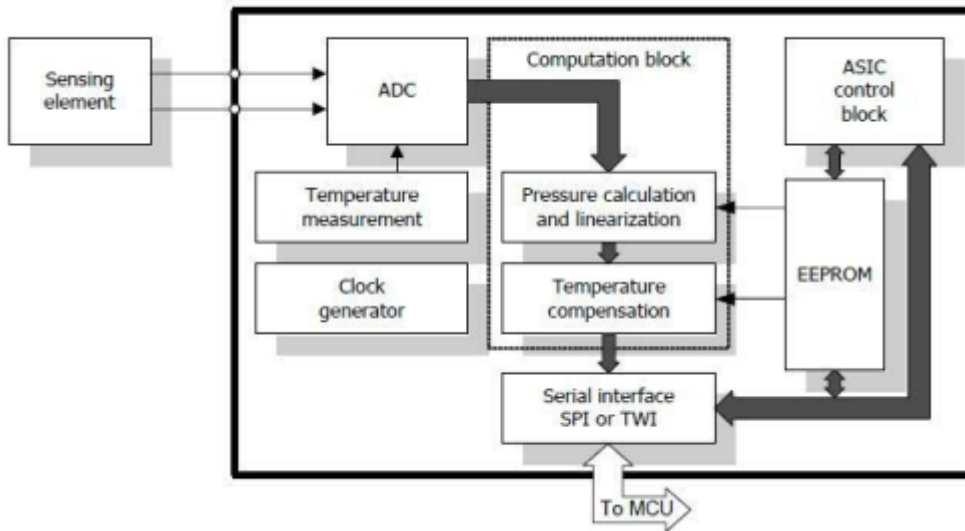 Sensing
element
ADC
Computation block
ASIC
control
block
Temperature
measurement
Pressure calculation
and linearization
EEPROM
Clock
generator
Temperature
compensation
Serial interface
SPI or TWI
To MCU